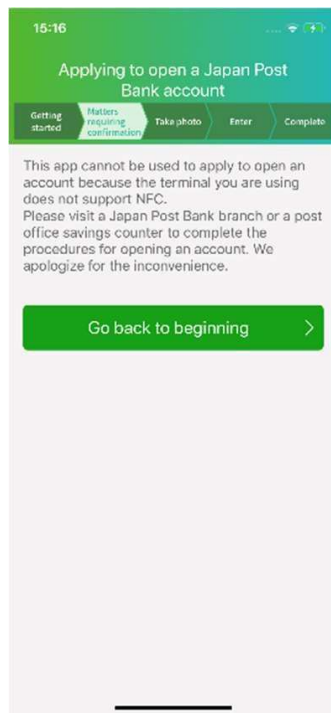 15:16
Applying to open a Japan Post
Bank account
Getting
started
Matters
requiring
confirmation
Take photo
Enter
Complete
This app cannot be used to apply to open an
account because the terminal you are using
does not support NFC.
Please visit a Japan Post Bank branch or a post
office savings counter to complete the
procedures for opening an account. We
apologize for the inconvenience.
Go back to beginning